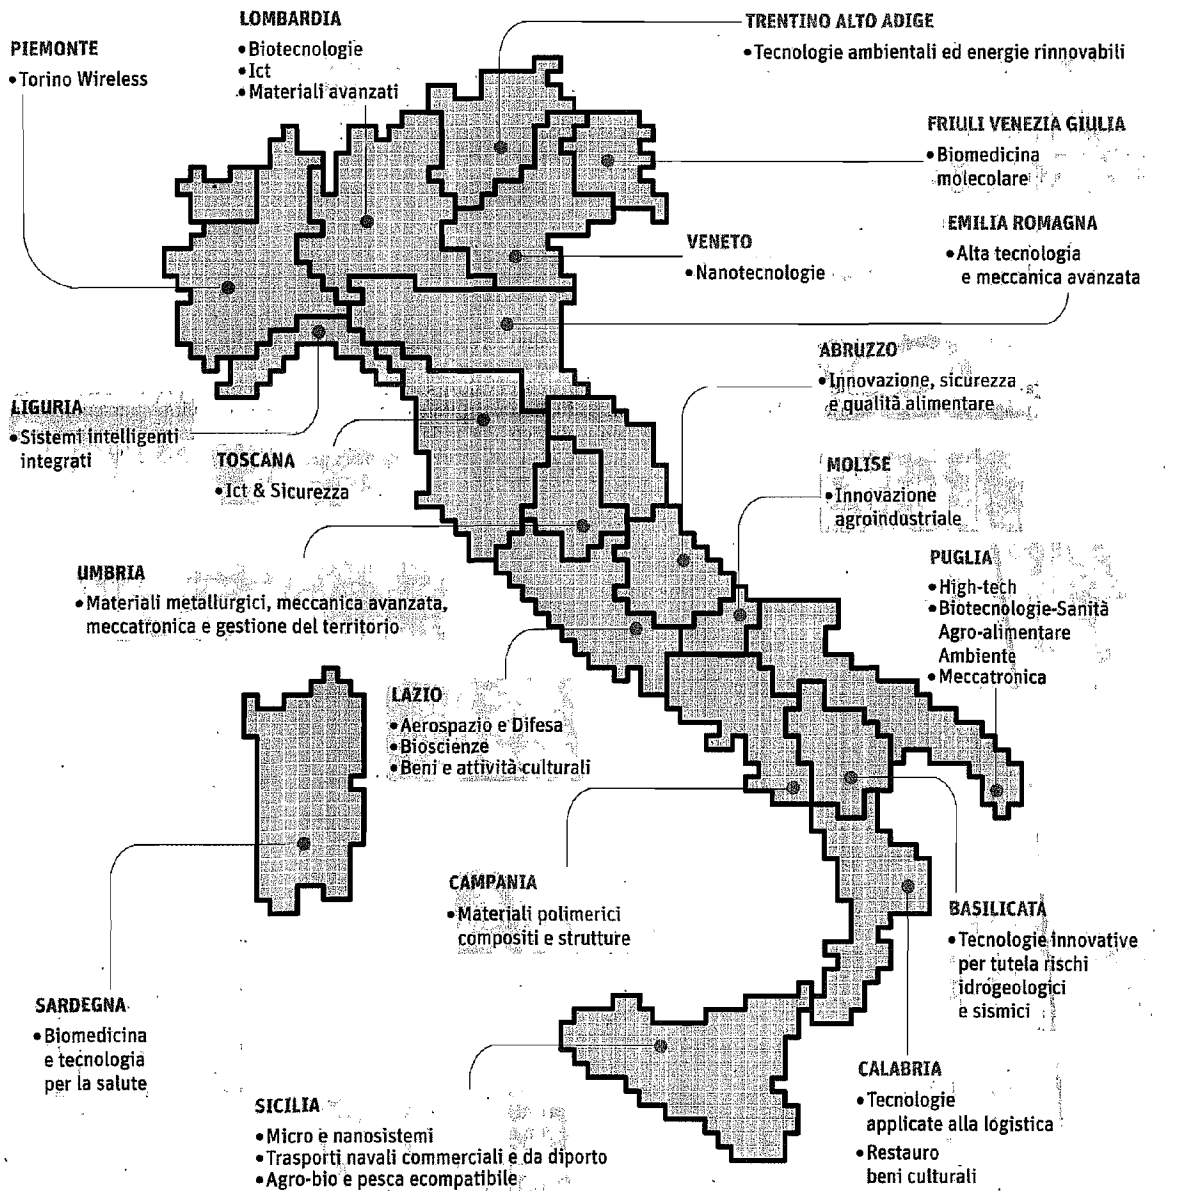 PIEMONTE
• Torino Wireless
LOMBARDIA
• Biotecnologie
• Ict
• Materiali avanzati
TRENTINO ALTO ADIGE
• Tecnologie ambientali ed energie rinnovabili
FRIULI VENEZIA GIULIA
• Biomedicina
molecolare
EMILIA ROMAGNA
• Alta tecnologia
e meccanica avanzata
VENETO
• Nanotecnologie
ABRUZZO
• Innovazione, sicurezza
e qualità alimentare
LIGURIA
• Sistemi intelligenti
integrati
TOSCANA
• Ict & Sicurezza
MOLISE
• Innovazione
agroindustriale
UMBRIA
• Materiali metallurgici, meccanica avanzata,
meccatronica e gestione del territorio
PUGLIA
• High-tech
• Biotecnologie-Sanità
Agro-alimentare
Ambiente
• Meccatronica
LAZIO
• Aerospazio e Difesa
• Bioscienze
• Beni e attività culturali
CAMPANIA
• Materiali polimerici
compositi e strutture
BASILICATA
• Tecnologie innovative
per tutela rischi
idrogeologici
e sismici
SARDEGNA
• Biomedicina
e tecnologia
per la salute
SICILIA
• Micro e nanosistemi
• Trasporti navali commerciali e da diporto
• Agro-bio e pesca ecompatibile
CALABRIA
• Tecnologie
applicate alla logistica
• Restauro
beni culturali